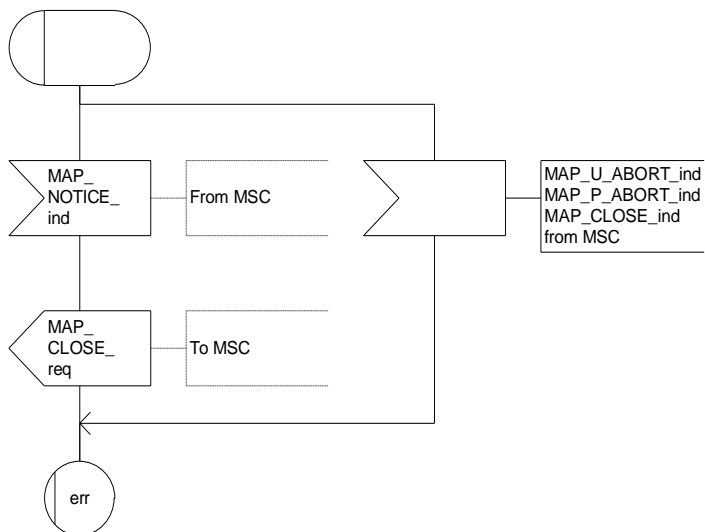 MAP_
NOTICE_
ind
From MSC
MAP_U_ABORT_ind
MAP_P_ABORT_ind
MAP_CLOSE_ind
from MSC
MAP_
CLOSE_
req
To MSC
err